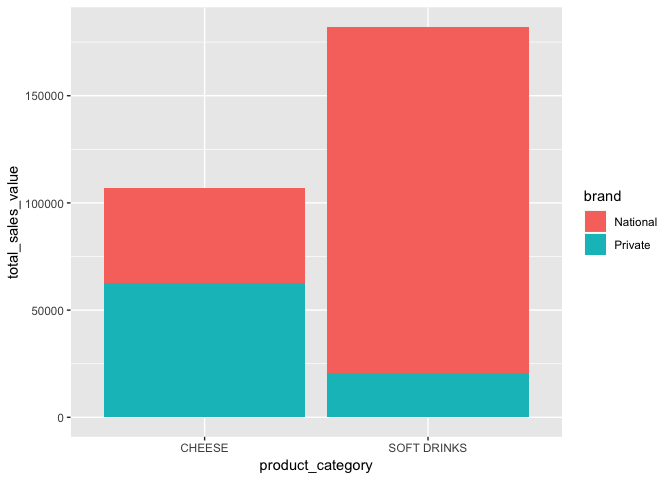 total_sales_value
150000
100000
50000
0
CHEESE
SOFT DRINKS
product_category
brand
National
Private